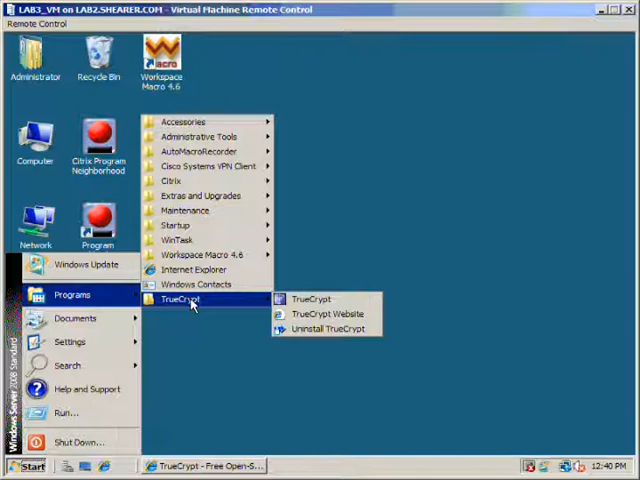 LAB3_VM on LAB2.SHEARER.COM - Virtual Machine Remote Control
Remote Control
Administrator
Recycle Bin
Workspace
Macro 4.6
Computer
Citrix Program
Neighborhood
Network
Program
Accessories
Administrative Tools
AutoMacroRecorder
Cisco Systems VPN Client
Citrix
Extras and Upgrades
Maintenance
Startup
WinTask
Workspace Macro 4.6
Internet Explorer
Windows Contacts
TrueCrypt
TrueCrypt
TrueCrypt Website
Uninstall TrueCrypt
Windows Update
Programs
Documents
Settings
Search
Help and Support
Run...
Shut Down...
Windows Server 2008 Standard
Start
TrueCrypt - Free Open-S...
12:40 PM